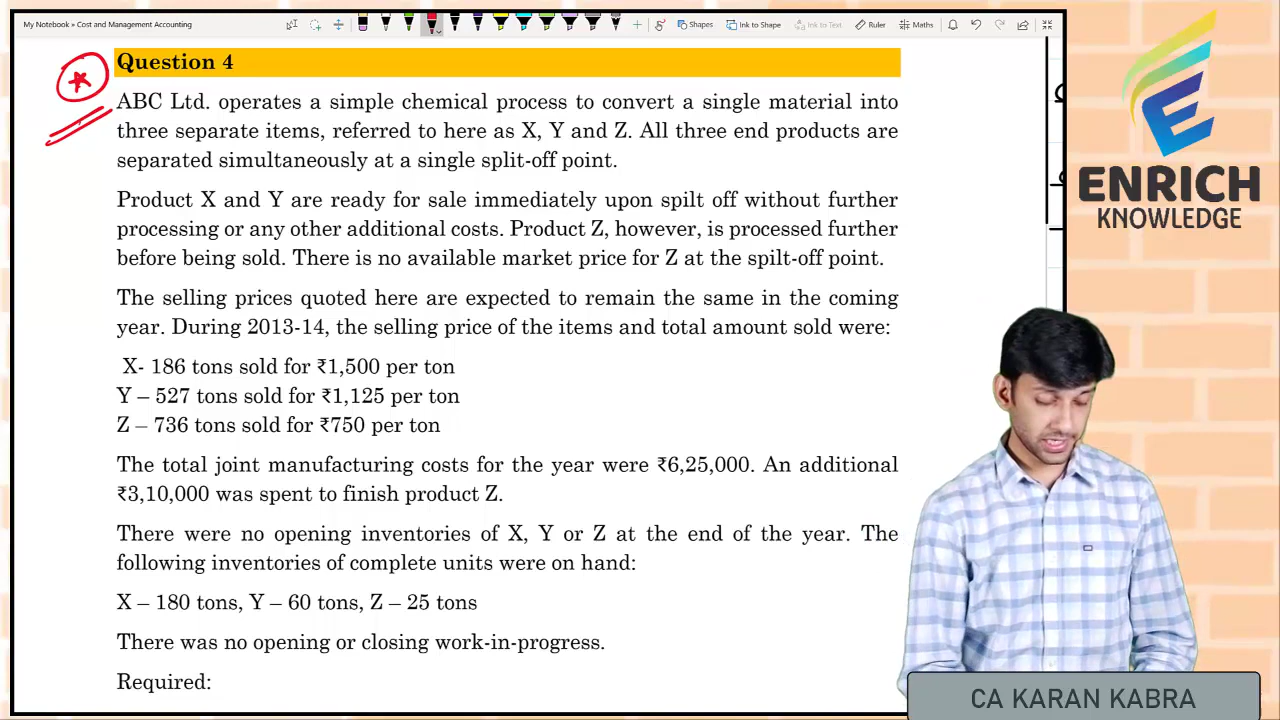 My Notebook » Cost and Management Accounting
Shapes
Ink to Shape
Ink to Text
Ruler
Maths
Question 4
ABC Ltd. operates a simple chemical process to convert a single material into
three separate items, referred to here as X, Y and Z. All three end products are
separated simultaneously at a single split-off point.
Product X and Y are ready for sale immediately upon spilt off without further
processing or any other additional costs. Product Z, however, is processed further
before being sold. There is no available market price for Z at the spilt-off point.
The selling prices quoted here are expected to remain the same in the coming
year. During 2013-14, the selling price of the items and total amount sold were:
X- 186 tons sold for ₹1,500 per ton
Y – 527 tons sold for ₹1,125 per ton
Z – 736 tons sold for ₹750 per ton
The total joint manufacturing costs for the year were ₹6,25,000. An additional
₹3,10,000 was spent to finish product Z.
There were no opening inventories of X, Y or Z at the end of the year. The
following inventories of complete units were on hand:
X – 180 tons, Y – 60 tons, Z – 25 tons
There was no opening or closing work-in-progress.
Required:
ENRICH
KNOWLEDGE
CA KARAN KABRA